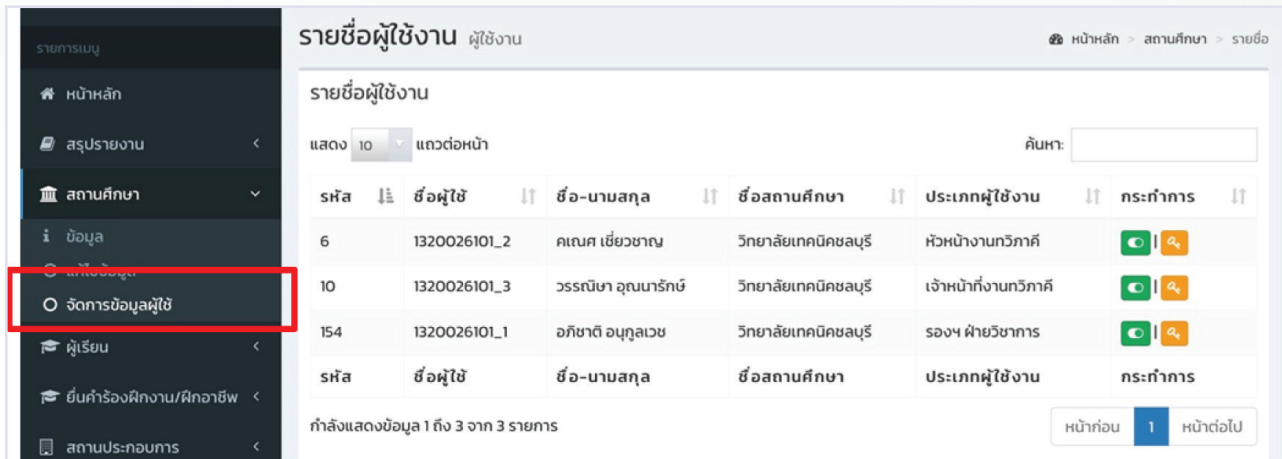 รายการเมนู
หน้าหลัก
สรุปรายงาน
สถานศึกษา
ข้อมูล
แก้ไขข้อมูล
จัดการข้อมูลผู้ใช้
ผู้เรียน
ยื่นคำร้องฝึกงาน/ฝึกอาชีพ
สถานประกอบการ
รายชื่อผู้ใช้งาน ผู้ใช้งาน
หน้าหลัก > สถานศึกษา > รายชื่อ
รายชื่อผู้ใช้งาน
แสดง 10 แถวต่อหน้า ค้นหา:
รหัส ชื่อผู้ใช้ ชื่อ-นามสกุล ชื่อสถานศึกษา ประเภทผู้ใช้งาน กระทำการ
6 1320026101_2 คเณศ เชี่ยวชาญ วิทยาลัยเทคนิคชลบุรี หัวหน้างานทวิภาคี |
10 1320026101_3 วรรณิษา อุณนารักษ์ วิทยาลัยเทคนิคชลบุรี เจ้าหน้าที่งานทวิภาคี |
154 1320026101_1 อภิชาติ อนุกูลเวช วิทยาลัยเทคนิคชลบุรี รองฯ ฝ่ายวิชาการ |
รหัส ชื่อผู้ใช้ ชื่อ-นามสกุล ชื่อสถานศึกษา ประเภทผู้ใช้งาน กระทำการ
กำลังแสดงข้อมูล 1 ถึง 3 จาก 3 รายการ
หน้าก่อน 1 หน้าต่อไป